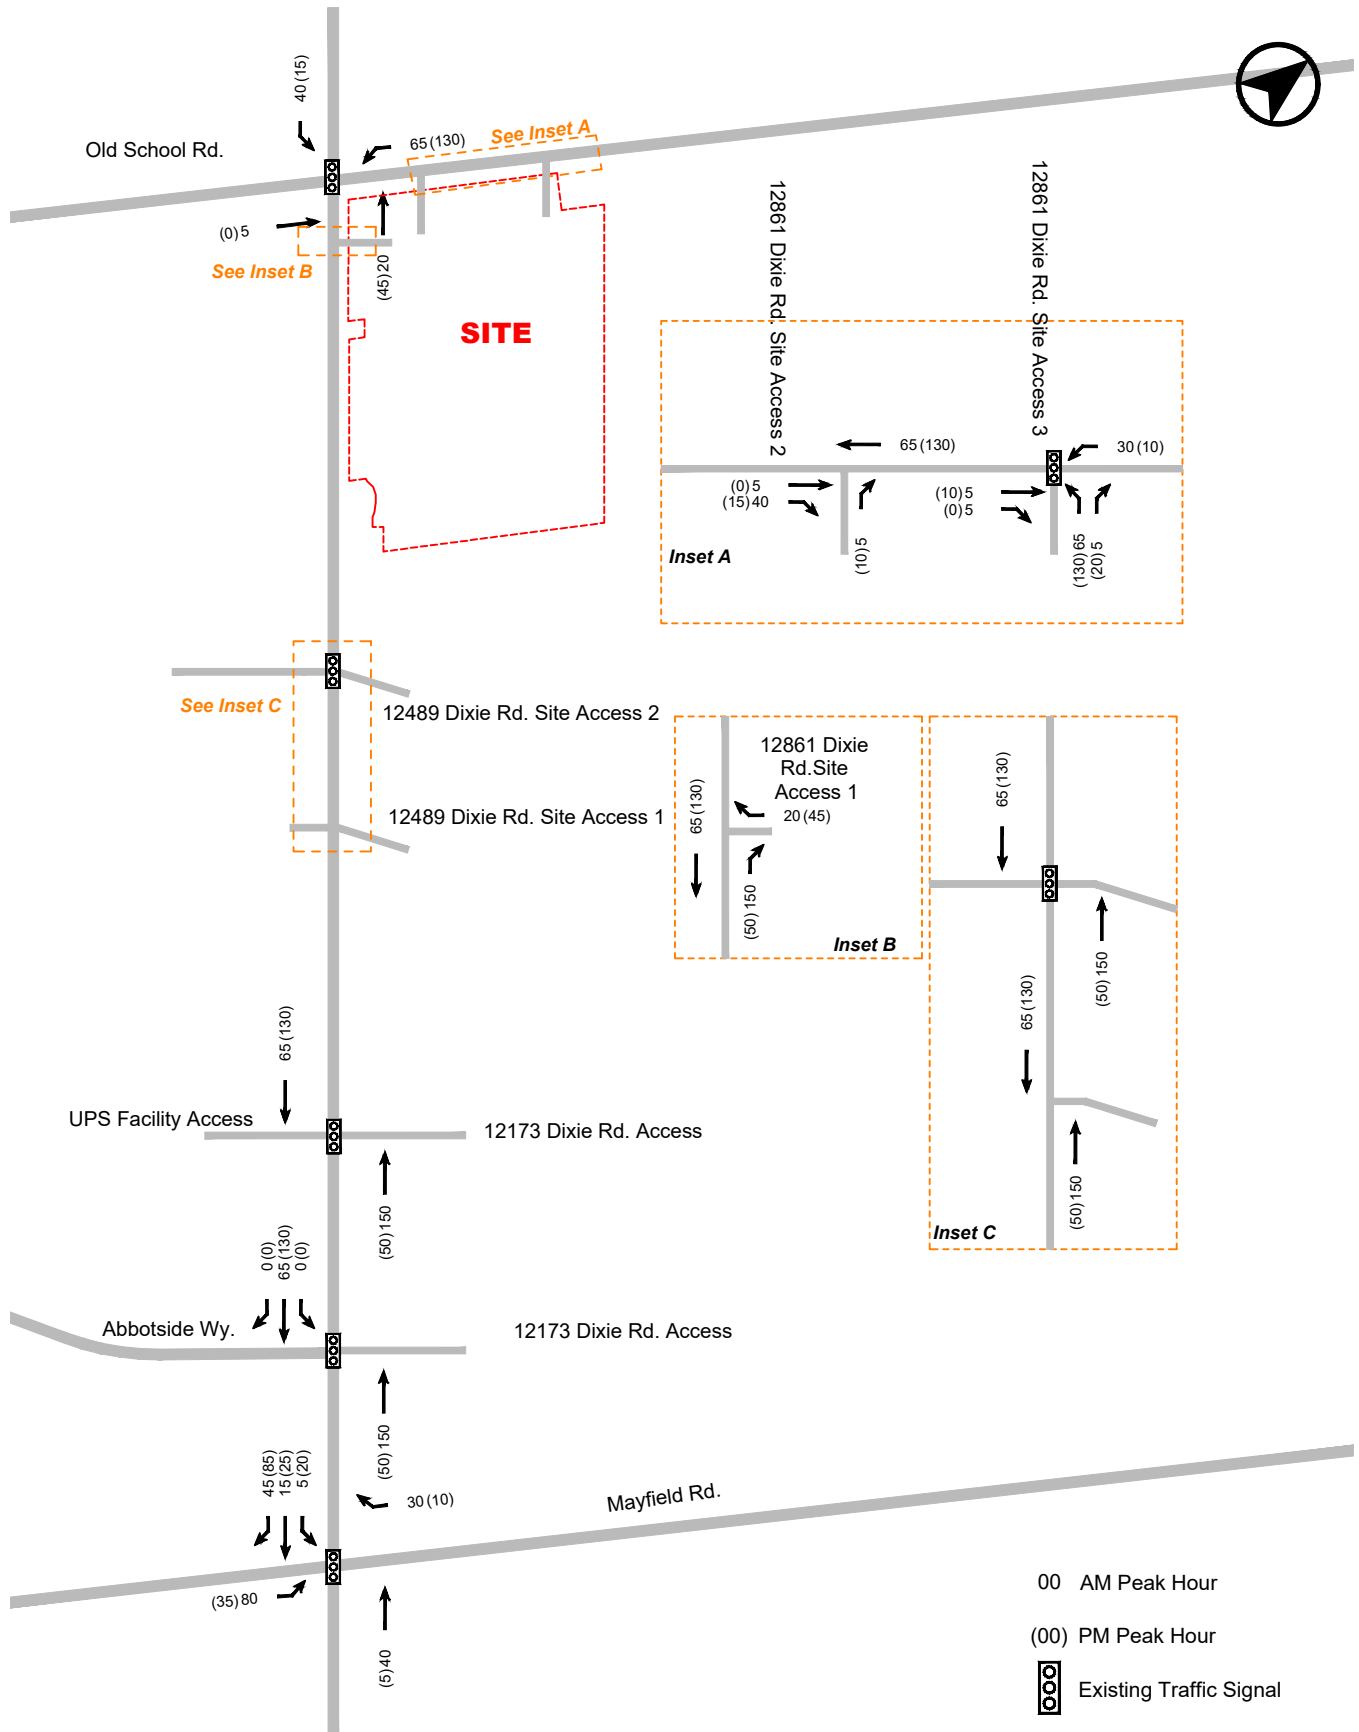 40 (15)
Old School Rd.
65 (130)
See Inset A
(0) 5
See Inset B
(45) 20
SITE
12861 Dixie Rd. Site Access 2
12861 Dixie Rd. Site Access 3
65 (130)
30 (10)
(0) 5
(15) 40
(10) 5
(0) 5
Inset A
(10) 5
(130) 65
(20) 5
See Inset C
12489 Dixie Rd. Site Access 2
12489 Dixie Rd. Site Access 1
12861 Dixie
Rd.Site
Access 1
65 (130)
20 (45)
(50) 150
Inset B
65 (130)
(50) 150
65 (130)
(50) 150
Inset C
65 (130)
UPS Facility Access
12173 Dixie Rd. Access
(50) 150
0 (0)
65 (130)
0 (0)
Abbotside Wy.
12173 Dixie Rd. Access
(50) 150
45 (85)
15 (25)
5 (20)
30 (10)
Mayfield Rd.
(35) 80
(5) 40
00 AM Peak Hour
(00) PM Peak Hour
Existing Traffic Signal